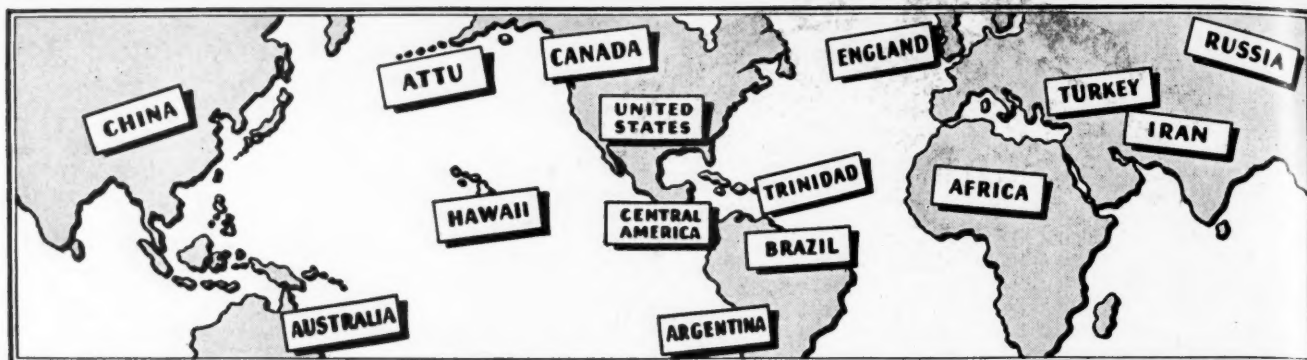 CHINA
ATTU
CANADA
UNITED
STATES
HAWAII
CENTRAL
AMERICA
TRINIDAD
BRAZIL
AUSTRALIA
ARGENTINA
ENGLAND
AFRICA
TURKEY
IRAN
RUSSIA